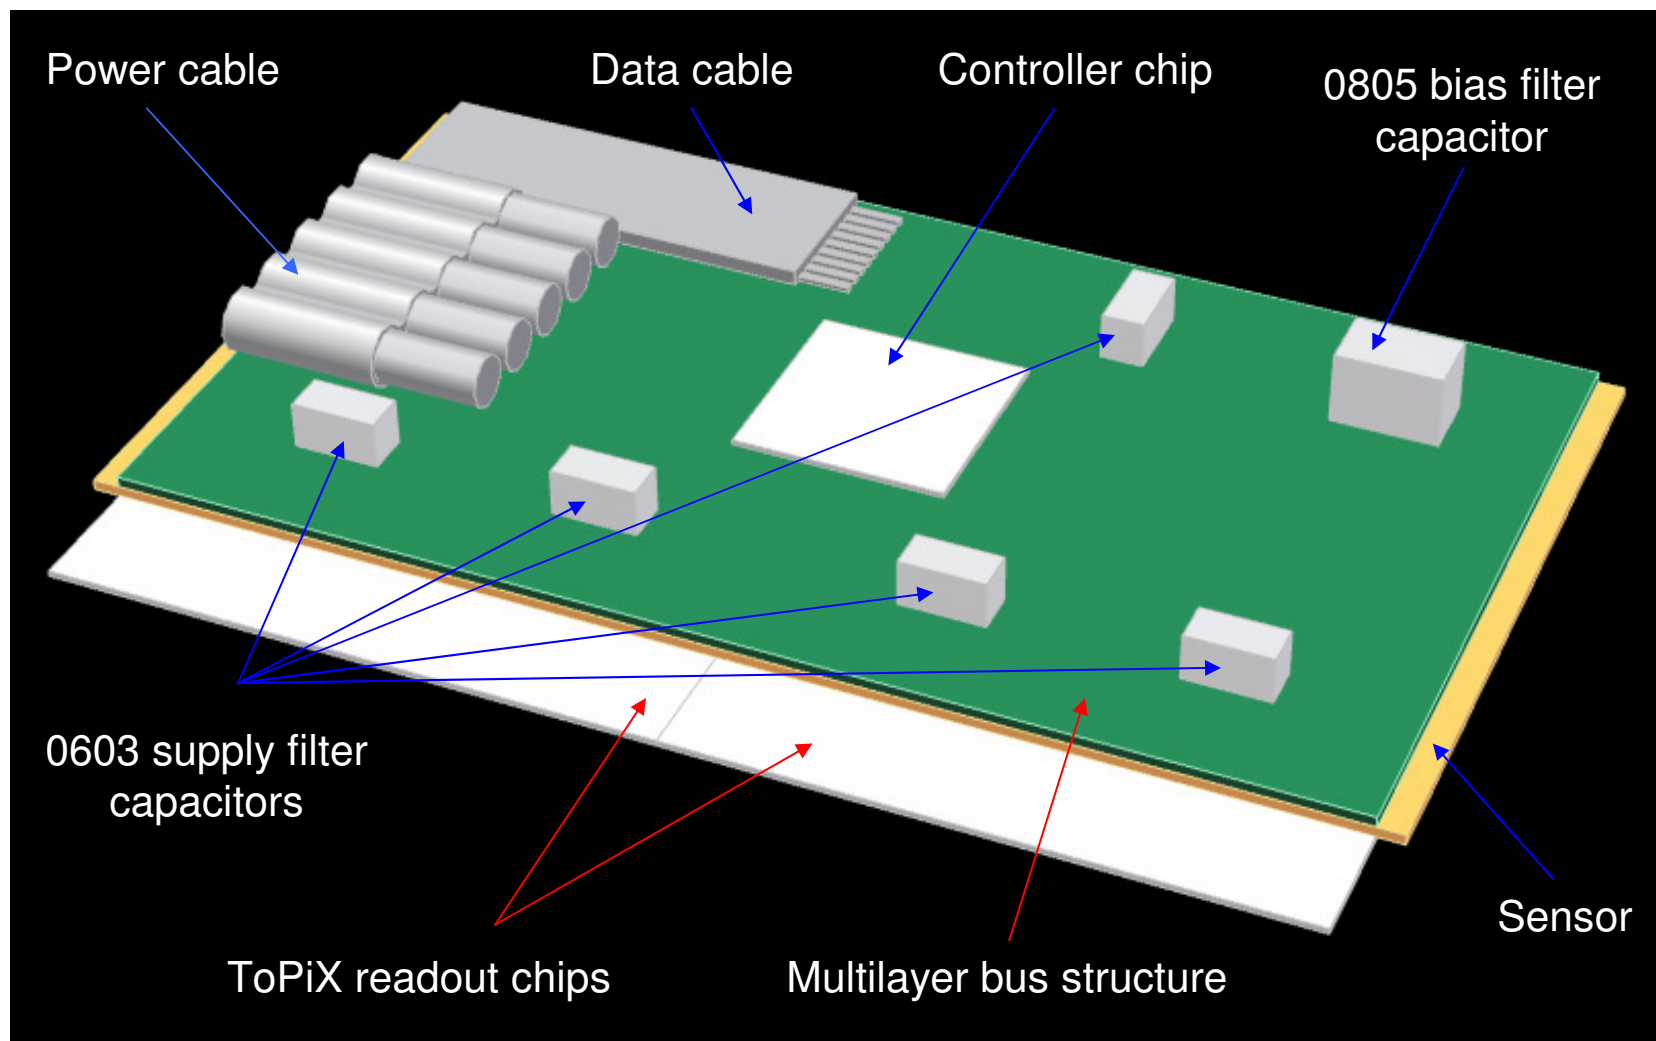 Power cable
Data cable
Controller chip
0805 bias filter
capacitor
0603 supply filter
capacitors
Sensor
ToPiX readout chips
Multilayer bus structure